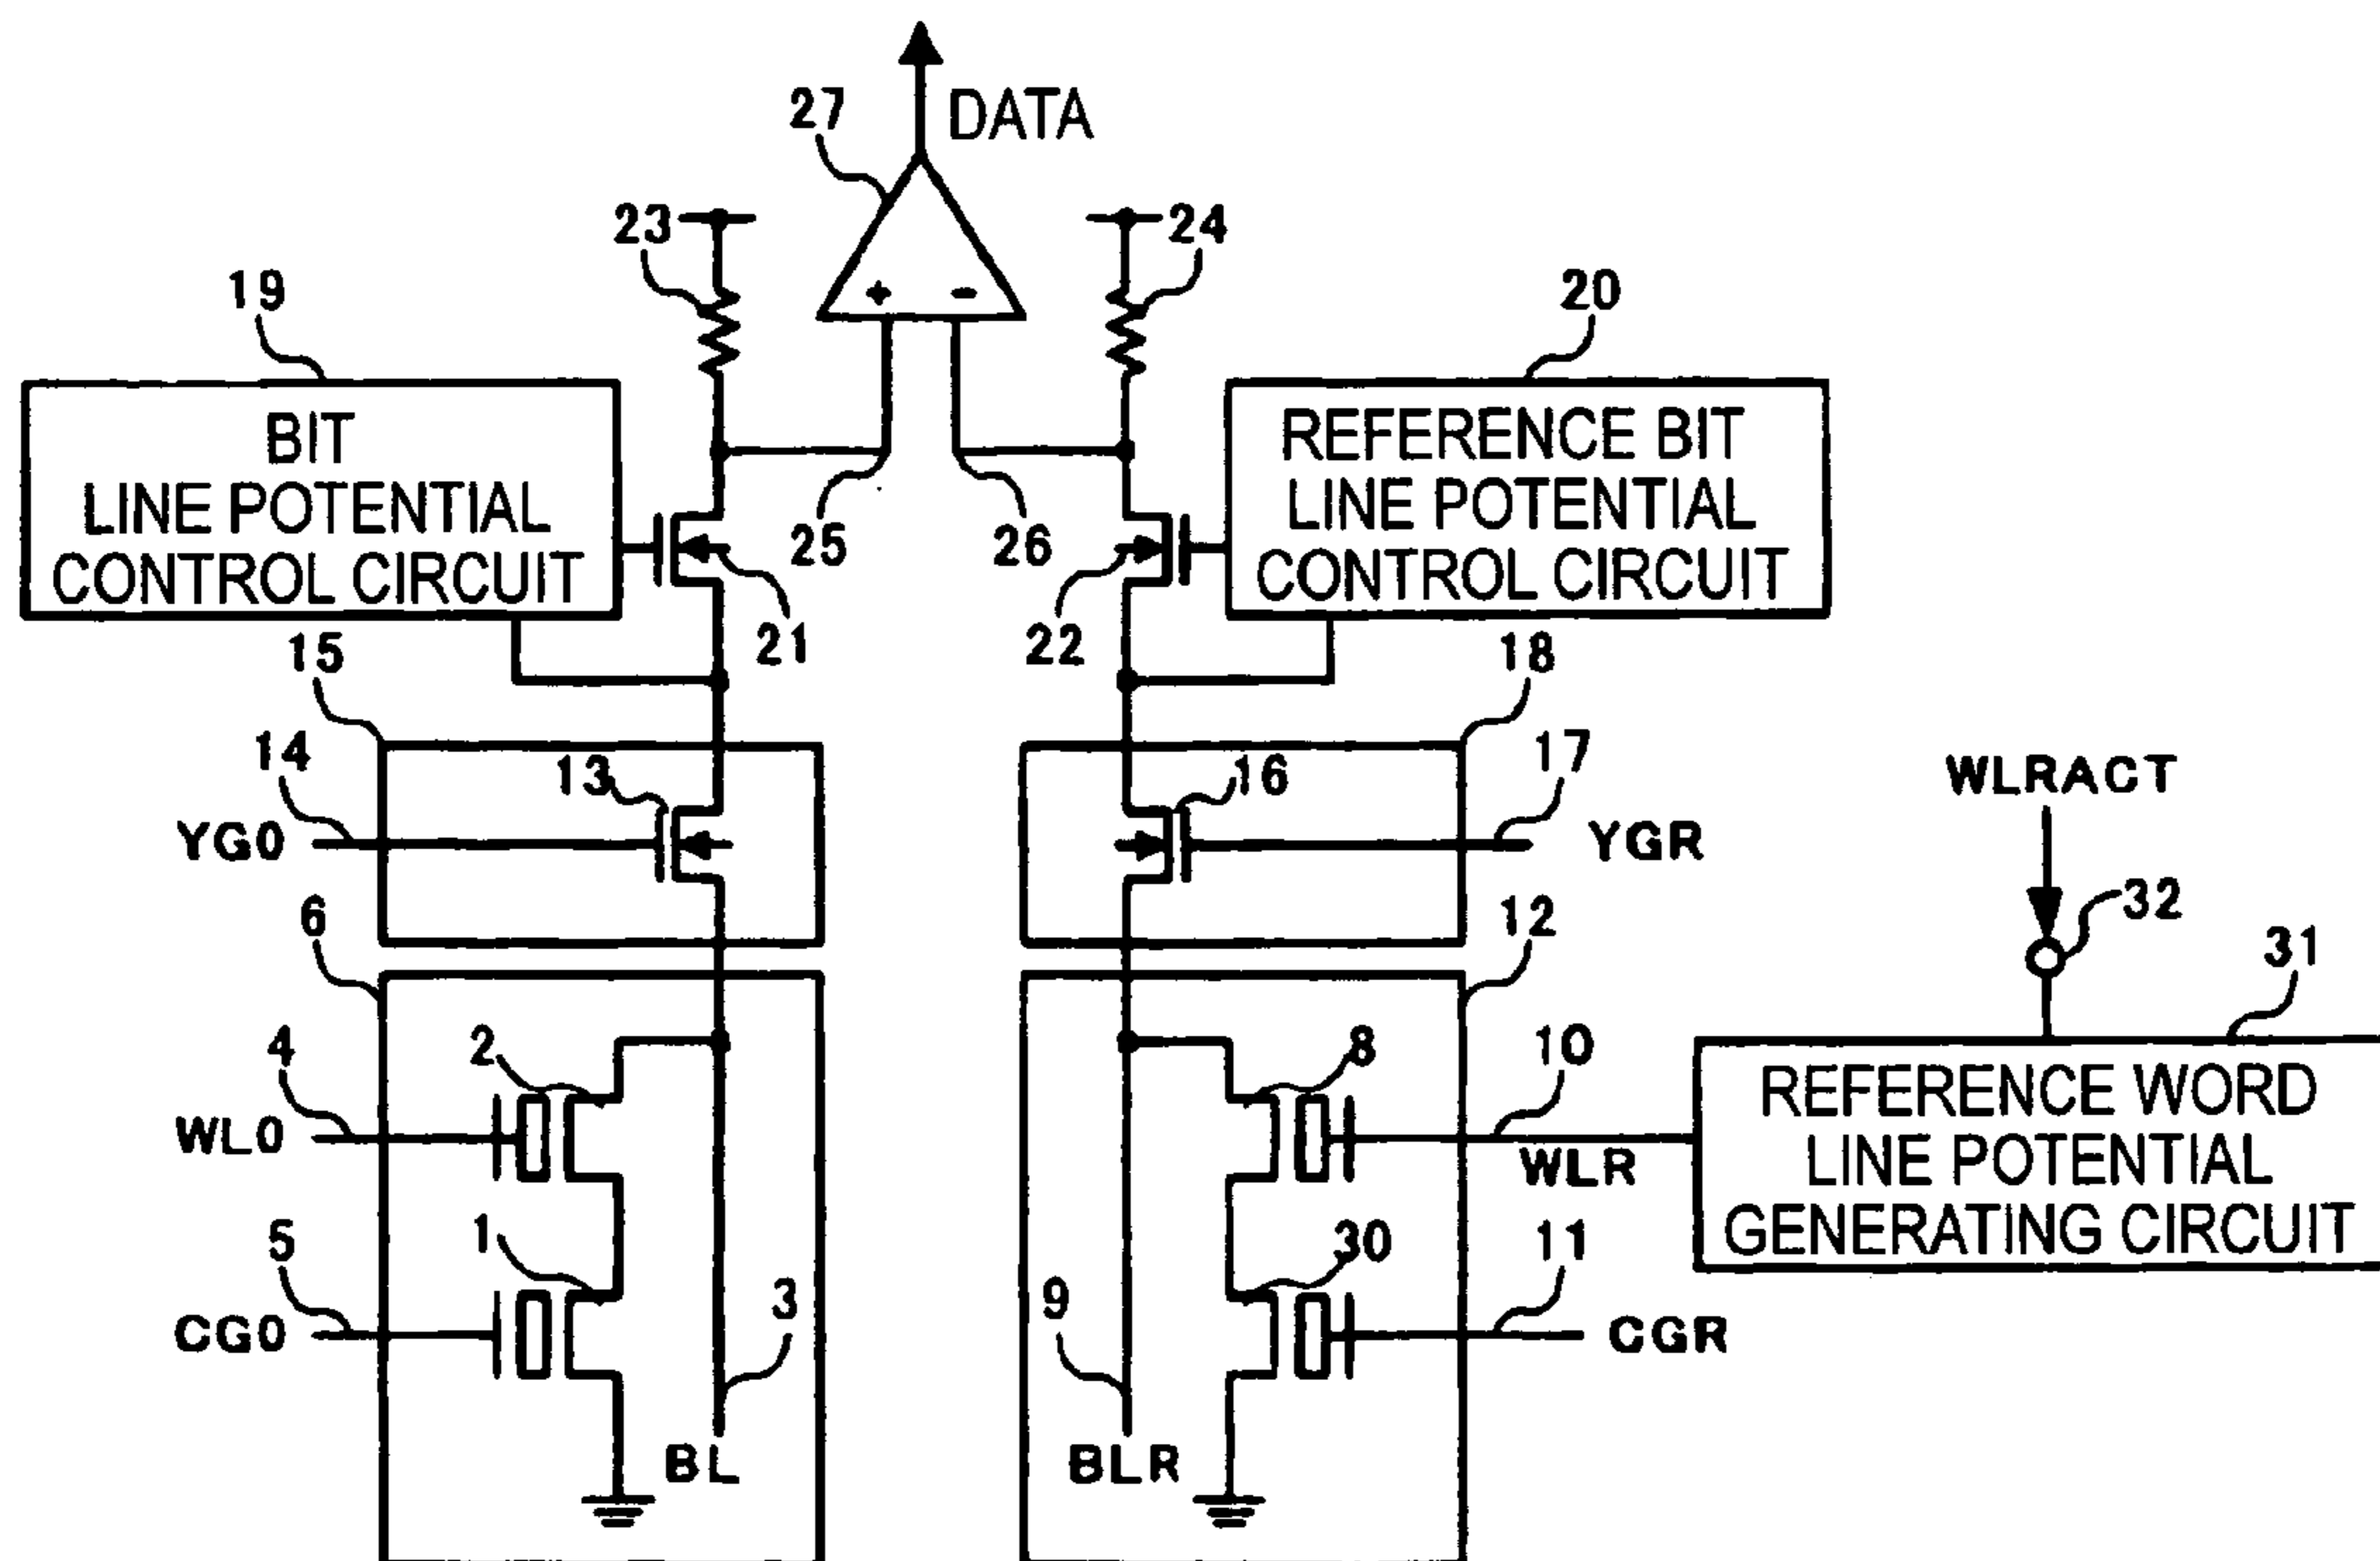 27
DATA
23
24
+
-
19
20
BIT
LINE POTENTIAL
CONTROL CIRCUIT
REFERENCE BIT
LINE POTENTIAL
CONTROL CIRCUIT
25
26
21
22
15
18
14
13
16
17
YG0
YGR
WLRACT
6
12
32
31
4
2
8
10
WL0
WLR
REFERENCE WORD
LINE POTENTIAL
GENERATING CIRCUIT
5
1
30
11
CG0
3
9
CGR
BL
BLR